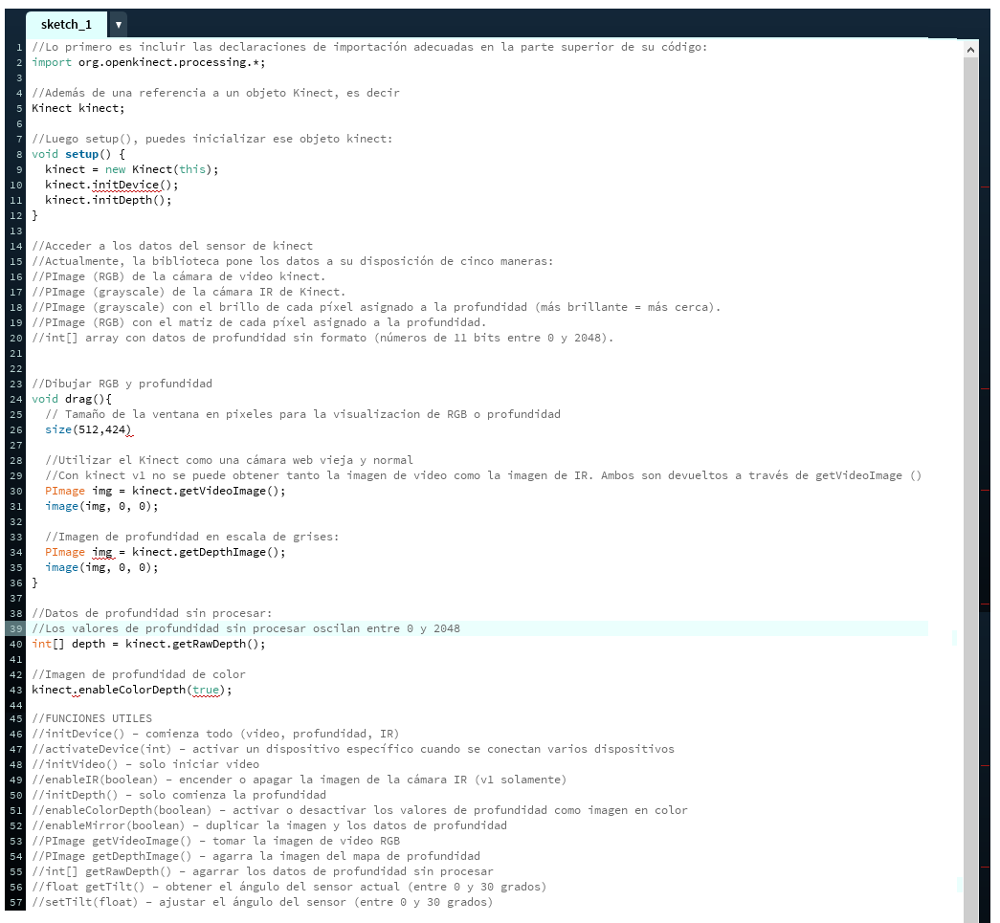 sketch_1 ▼
1 //Lo primero es incluir las declaraciones de importación adecuadas en la parte superior de su código:
2 import org.openkinect.processing.*;
3
4 //Además de una referencia a un objeto Kinect, es decir
5 Kinect kinect;
6
7 //Luego setup(), puedes inicializar ese objeto kinect:
8 void setup() {
9   kinect = new Kinect(this);
10   kinect.initDevice();
11   kinect.initDepth();
12 }
13
14 //Acceder a los datos del sensor de kinect
15 //Actualmente, la biblioteca pone los datos a su disposición de cinco maneras:
16 //PImage (RGB) de la cámara de video kinect.
17 //PImage (grayscale) de la cámara IR de Kinect.
18 //PImage (grayscale) con el brillo de cada píxel asignado a la profundidad (más brillante = más cerca).
19 //PImage (RGB) con el matiz de cada píxel asignado a la profundidad.
20 //int[] array con datos de profundidad sin formato (números de 11 bits entre 0 y 2048).
21
22
23 //Dibujar RGB y profundidad
24 void drag(){
25   // Tamaño de la ventana en pixeles para la visualizacion de RGB o profundidad
26   size(512,424)
27
28   //Utilizar el Kinect como una cámara web vieja y normal
29   //Con kinect v1 no se puede obtener tanto la imagen de video como la imagen de IR. Ambos son devueltos a través de getVideoImage ()
30   PImage img = kinect.getVideoImage();
31   image(img, 0, 0);
32
33   //Imagen de profundidad en escala de grises:
34   PImage img = kinect.getDepthImage();
35   image(img, 0, 0);
36 }
37
38 //Datos de profundidad sin procesar:
39 //Los valores de profundidad sin procesar oscilan entre 0 y 2048
40 int[] depth = kinect.getRawDepth();
41
42 //Imagen de profundidad de color
43 kinect.enableColorDepth(true);
44
45 //FUNCIONES UTILES
46 //initDevice() – comienza todo (video, profundidad, IR)
47 //activateDevice(int) – activar un dispositivo específico cuando se conectan varios dispositivos
48 //initVideo() – solo iniciar video
49 //enableIR(boolean) – encender o apagar la imagen de la cámara IR (v1 solamente)
50 //initDepth() – solo comienza la profundidad
51 //enableColorDepth(boolean) – activar o desactivar los valores de profundidad como imagen en color
52 //enableMirror(boolean) – duplicar la imagen y los datos de profundidad
53 //PImage getVideoImage() – tomar la imagen de video RGB
54 //PImage getDepthImage() – agarra la imagen del mapa de profundidad
55 //int[] getRawDepth() – agarrar los datos de profundidad sin procesar
56 //float getTilt() – obtener el ángulo del sensor actual (entre 0 y 30 grados)
57 //setTilt(float) – ajustar el ángulo del sensor (entre 0 y 30 grados)